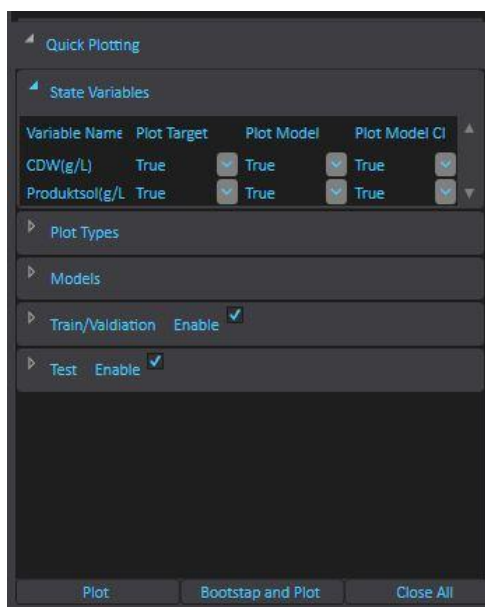 Quick Plotting
State Variables
Variable Name Plot Target Plot Model Plot Model CI
CDW(g/L) True True True
Produktsol(g/L True True True
Plot Types
Models
Train/Valdiation Enable
Test Enable
Plot Bootstap and Plot Close All